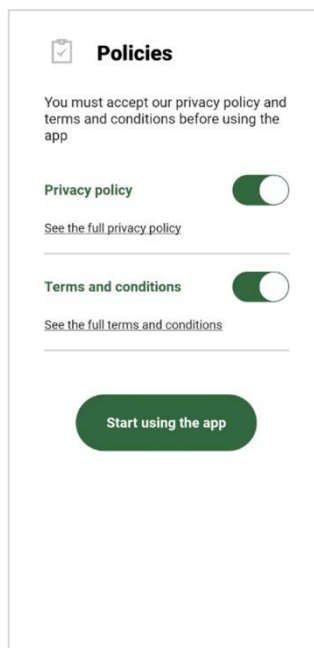 Policies
You must accept our privacy policy and
terms and conditions before using the
app
Privacy policy
See the full privacy policy
Terms and conditions
See the full terms and conditions
Start using the app